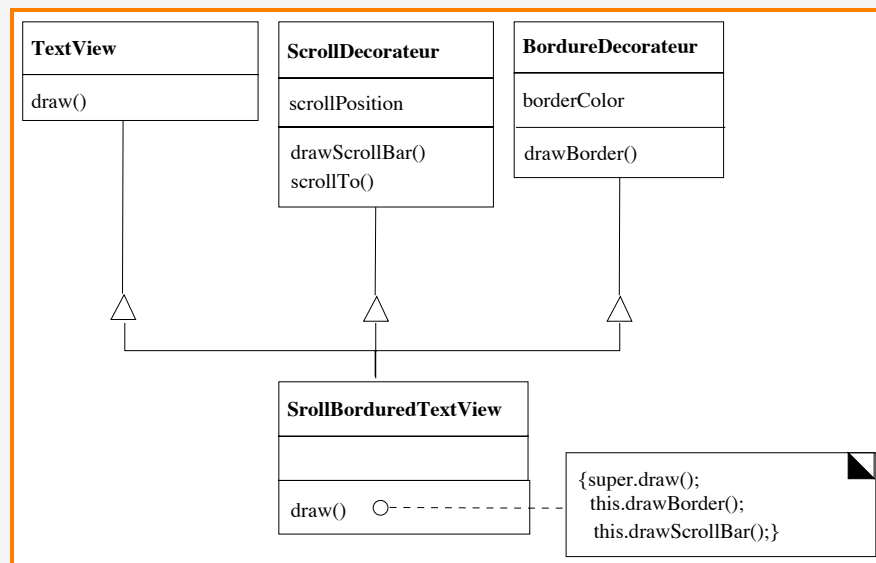 TextView
draw()
ScrollDecorateur
scrollPosition
drawScrollBar()
scrollTo()
BordureDecorateur
borderColor
drawBorder()
SrollBorduredTextView
draw()
{super.draw();
this.drawBorder();
this.drawScrollBar();}